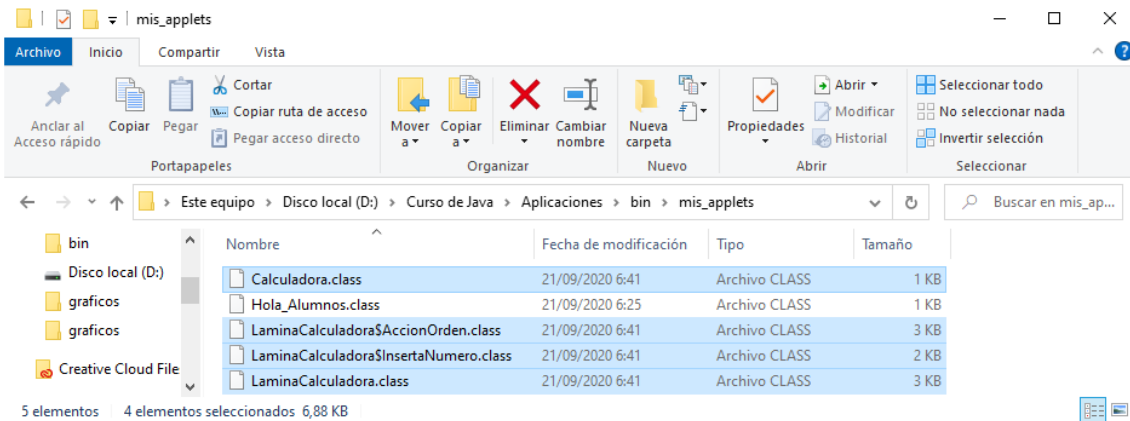 mis_applets
Archivo Inicio Compartir Vista
Anclar al Acceso rápido
Copiar
Pegar
Cortar
Copiar ruta de acceso
Pegar acceso directo
Portapapeles
Mover a
Copiar a
Eliminar
Cambiar nombre
Organizar
Nueva carpeta
Nuevo
Propiedades
Abrir
Modificar
Historial
Abrir
Seleccionar todo
No seleccionar nada
Invertir selección
Seleccionar
Este equipo > Disco local (D:) > Curso de Java > Aplicaciones > bin > mis_applets
Buscar en mis_ap...
bin
Disco local (D:)
graficos
graficos
Creative Cloud File
Nombre Fecha de modificación Tipo Tamaño
Calculadora.class 21/09/2020 6:41 Archivo CLASS 1 KB
Hola_Alumnos.class 21/09/2020 6:25 Archivo CLASS 1 KB
LaminaCalculadora$AccionOrden.class 21/09/2020 6:41 Archivo CLASS 3 KB
LaminaCalculadora$InsertaNumero.class 21/09/2020 6:41 Archivo CLASS 2 KB
LaminaCalculadora.class 21/09/2020 6:41 Archivo CLASS 3 KB
5 elementos 4 elementos seleccionados 6,88 KB